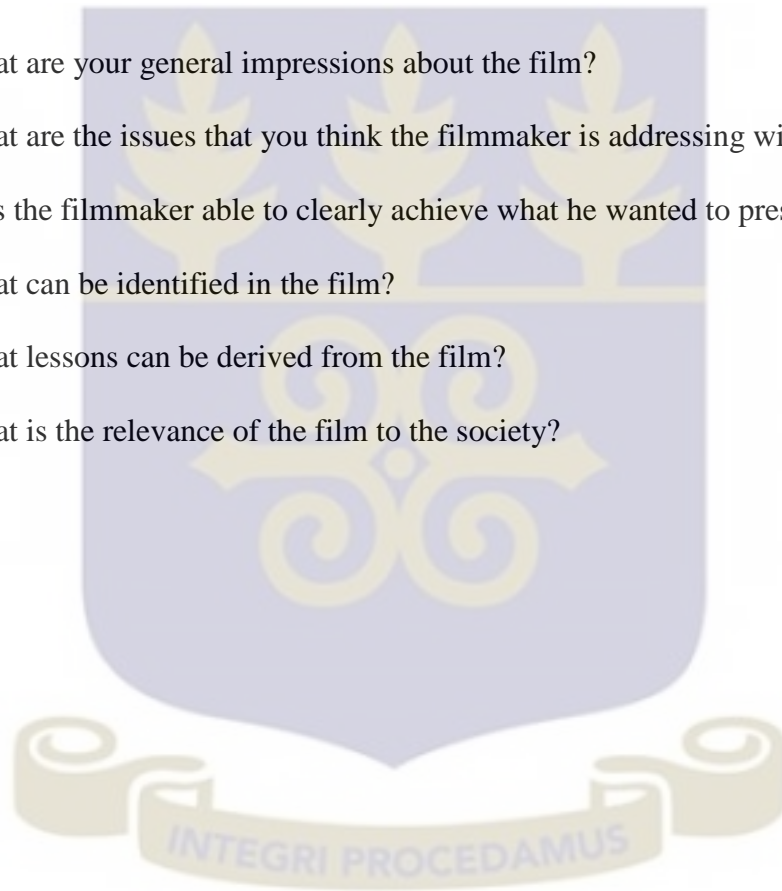 at are your general impressions about the film?
at are the issues that you think the filmmaker is addressing wi
s the filmmaker able to clearly achieve what he wanted to pres
at can be identified in the film?
at lessons can be derived from the film?
at is the relevance of the film to the society?
INTEGRI PROCEDAMUS